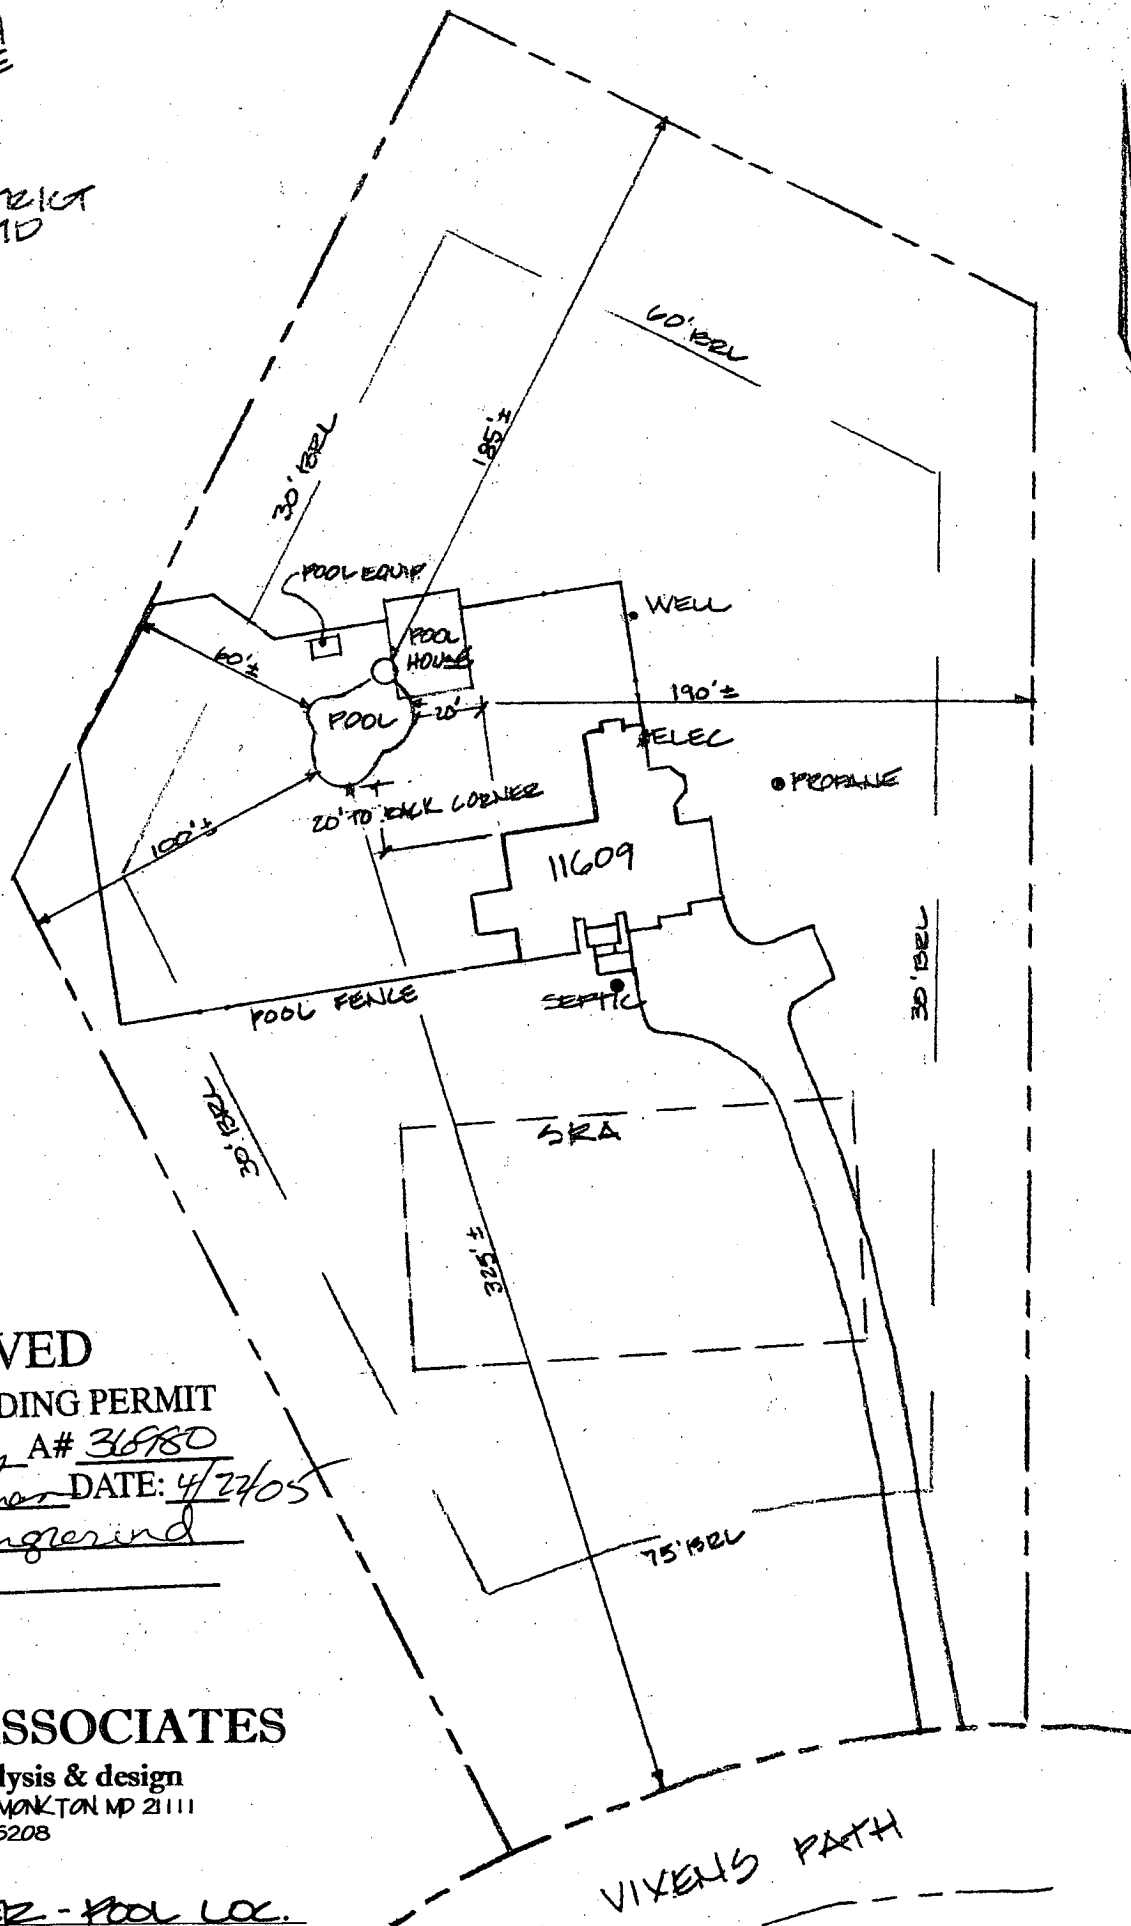 60' BRL
185'±
30' BRL
POOL EQUIP
WELL
POOL
HOUSE
60'±
190'±
POOL
20'
ELEC
PROPANE
20' TO BACK CORNER
100'±
11609
30' BRL
POOL FENCE
SEPTIC
30' BRL
SRA
325'±
VED
DING PERMIT
A# 36980
DATE: 4/22/05
75' BRL
SSOCIATES
lysis & design
MONKTON MD 21111
5208
VIXENS PATH
- POOL LOC.